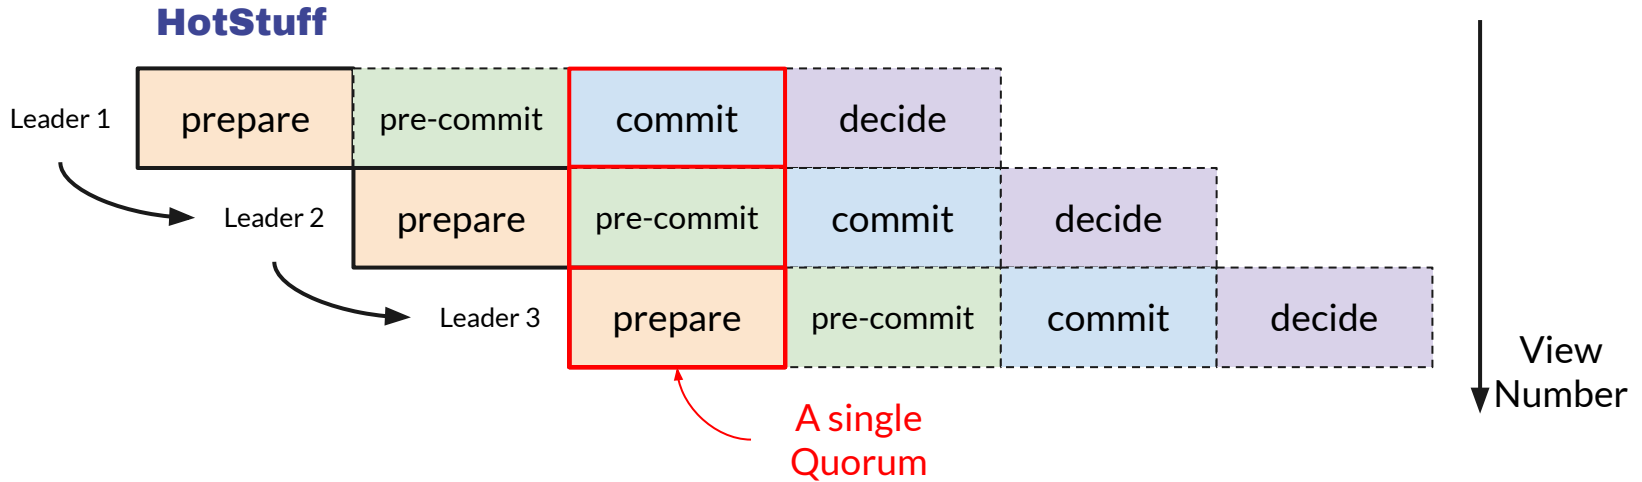 HotStuff
Leader 1
prepare
pre-commit
commit
decide
Leader 2
prepare
pre-commit
commit
decide
Leader 3
prepare
pre-commit
commit
decide
View
Number
A single
Quorum